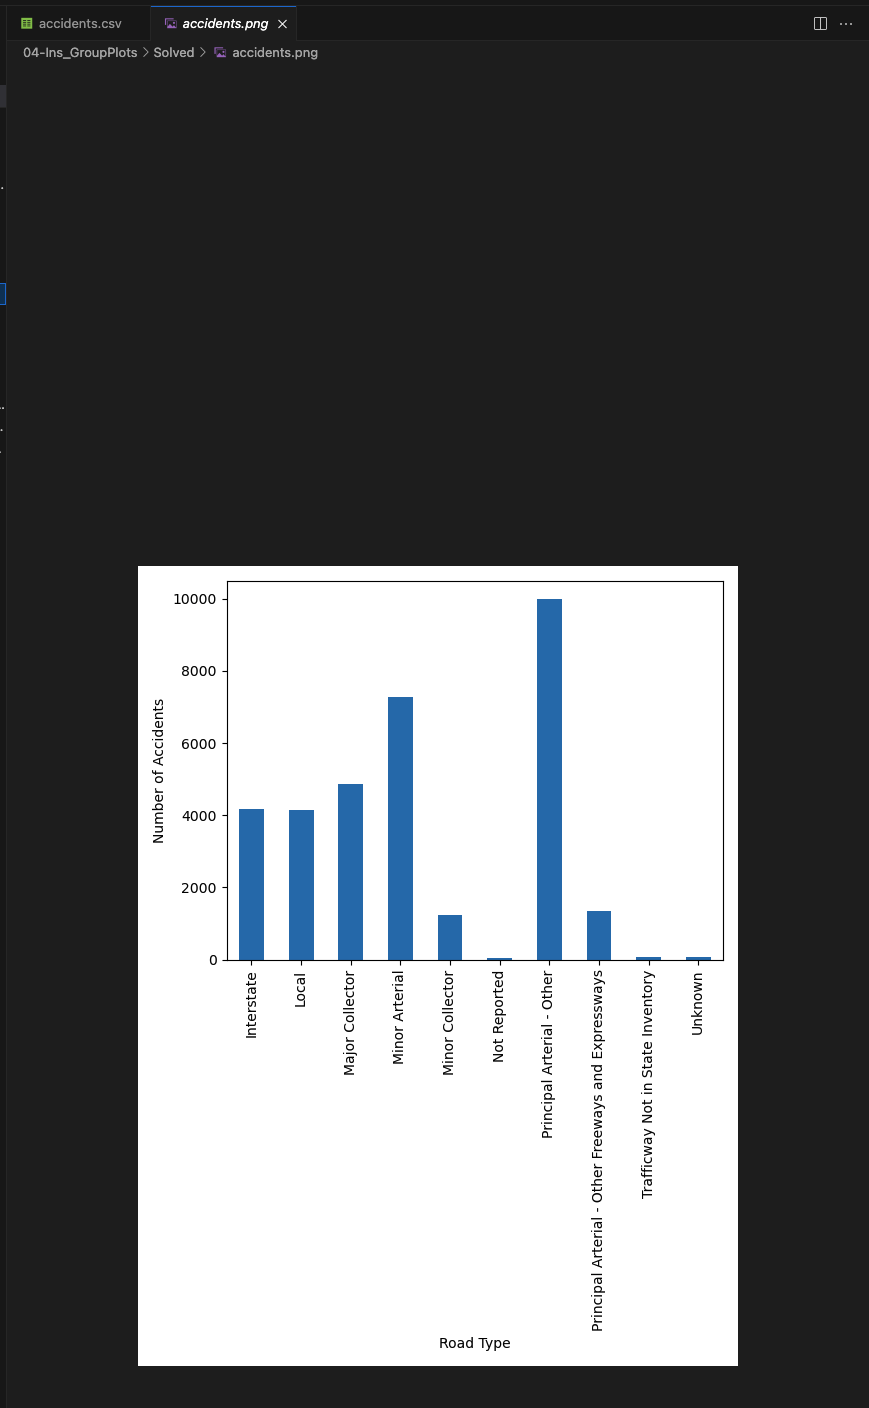 accidents.csv
accidents.png
04-Ins_GroupPlots > Solved > accidents.png
10000
8000
6000
4000
2000
0
Number of Accidents
Interstate
Local
Major Collector
Minor Arterial
Minor Collector
Not Reported
Principal Arterial - Other
Principal Arterial - Other Freeways and Expressways
Trafficway Not in State Inventory
Unknown
Road Type